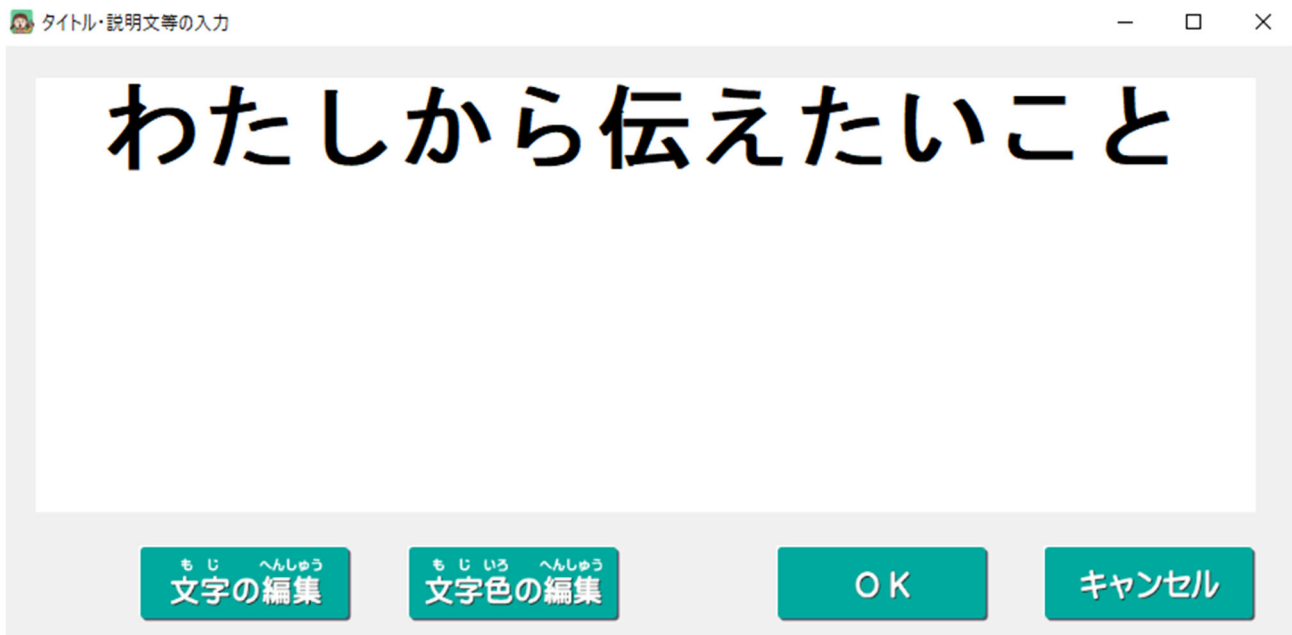 タイトル・説明文等の入力
わたしから伝えたいこと
もじ へんしゅう
文字の編集
もじいろ へんしゅう
文字色の編集
OK
キャンセル